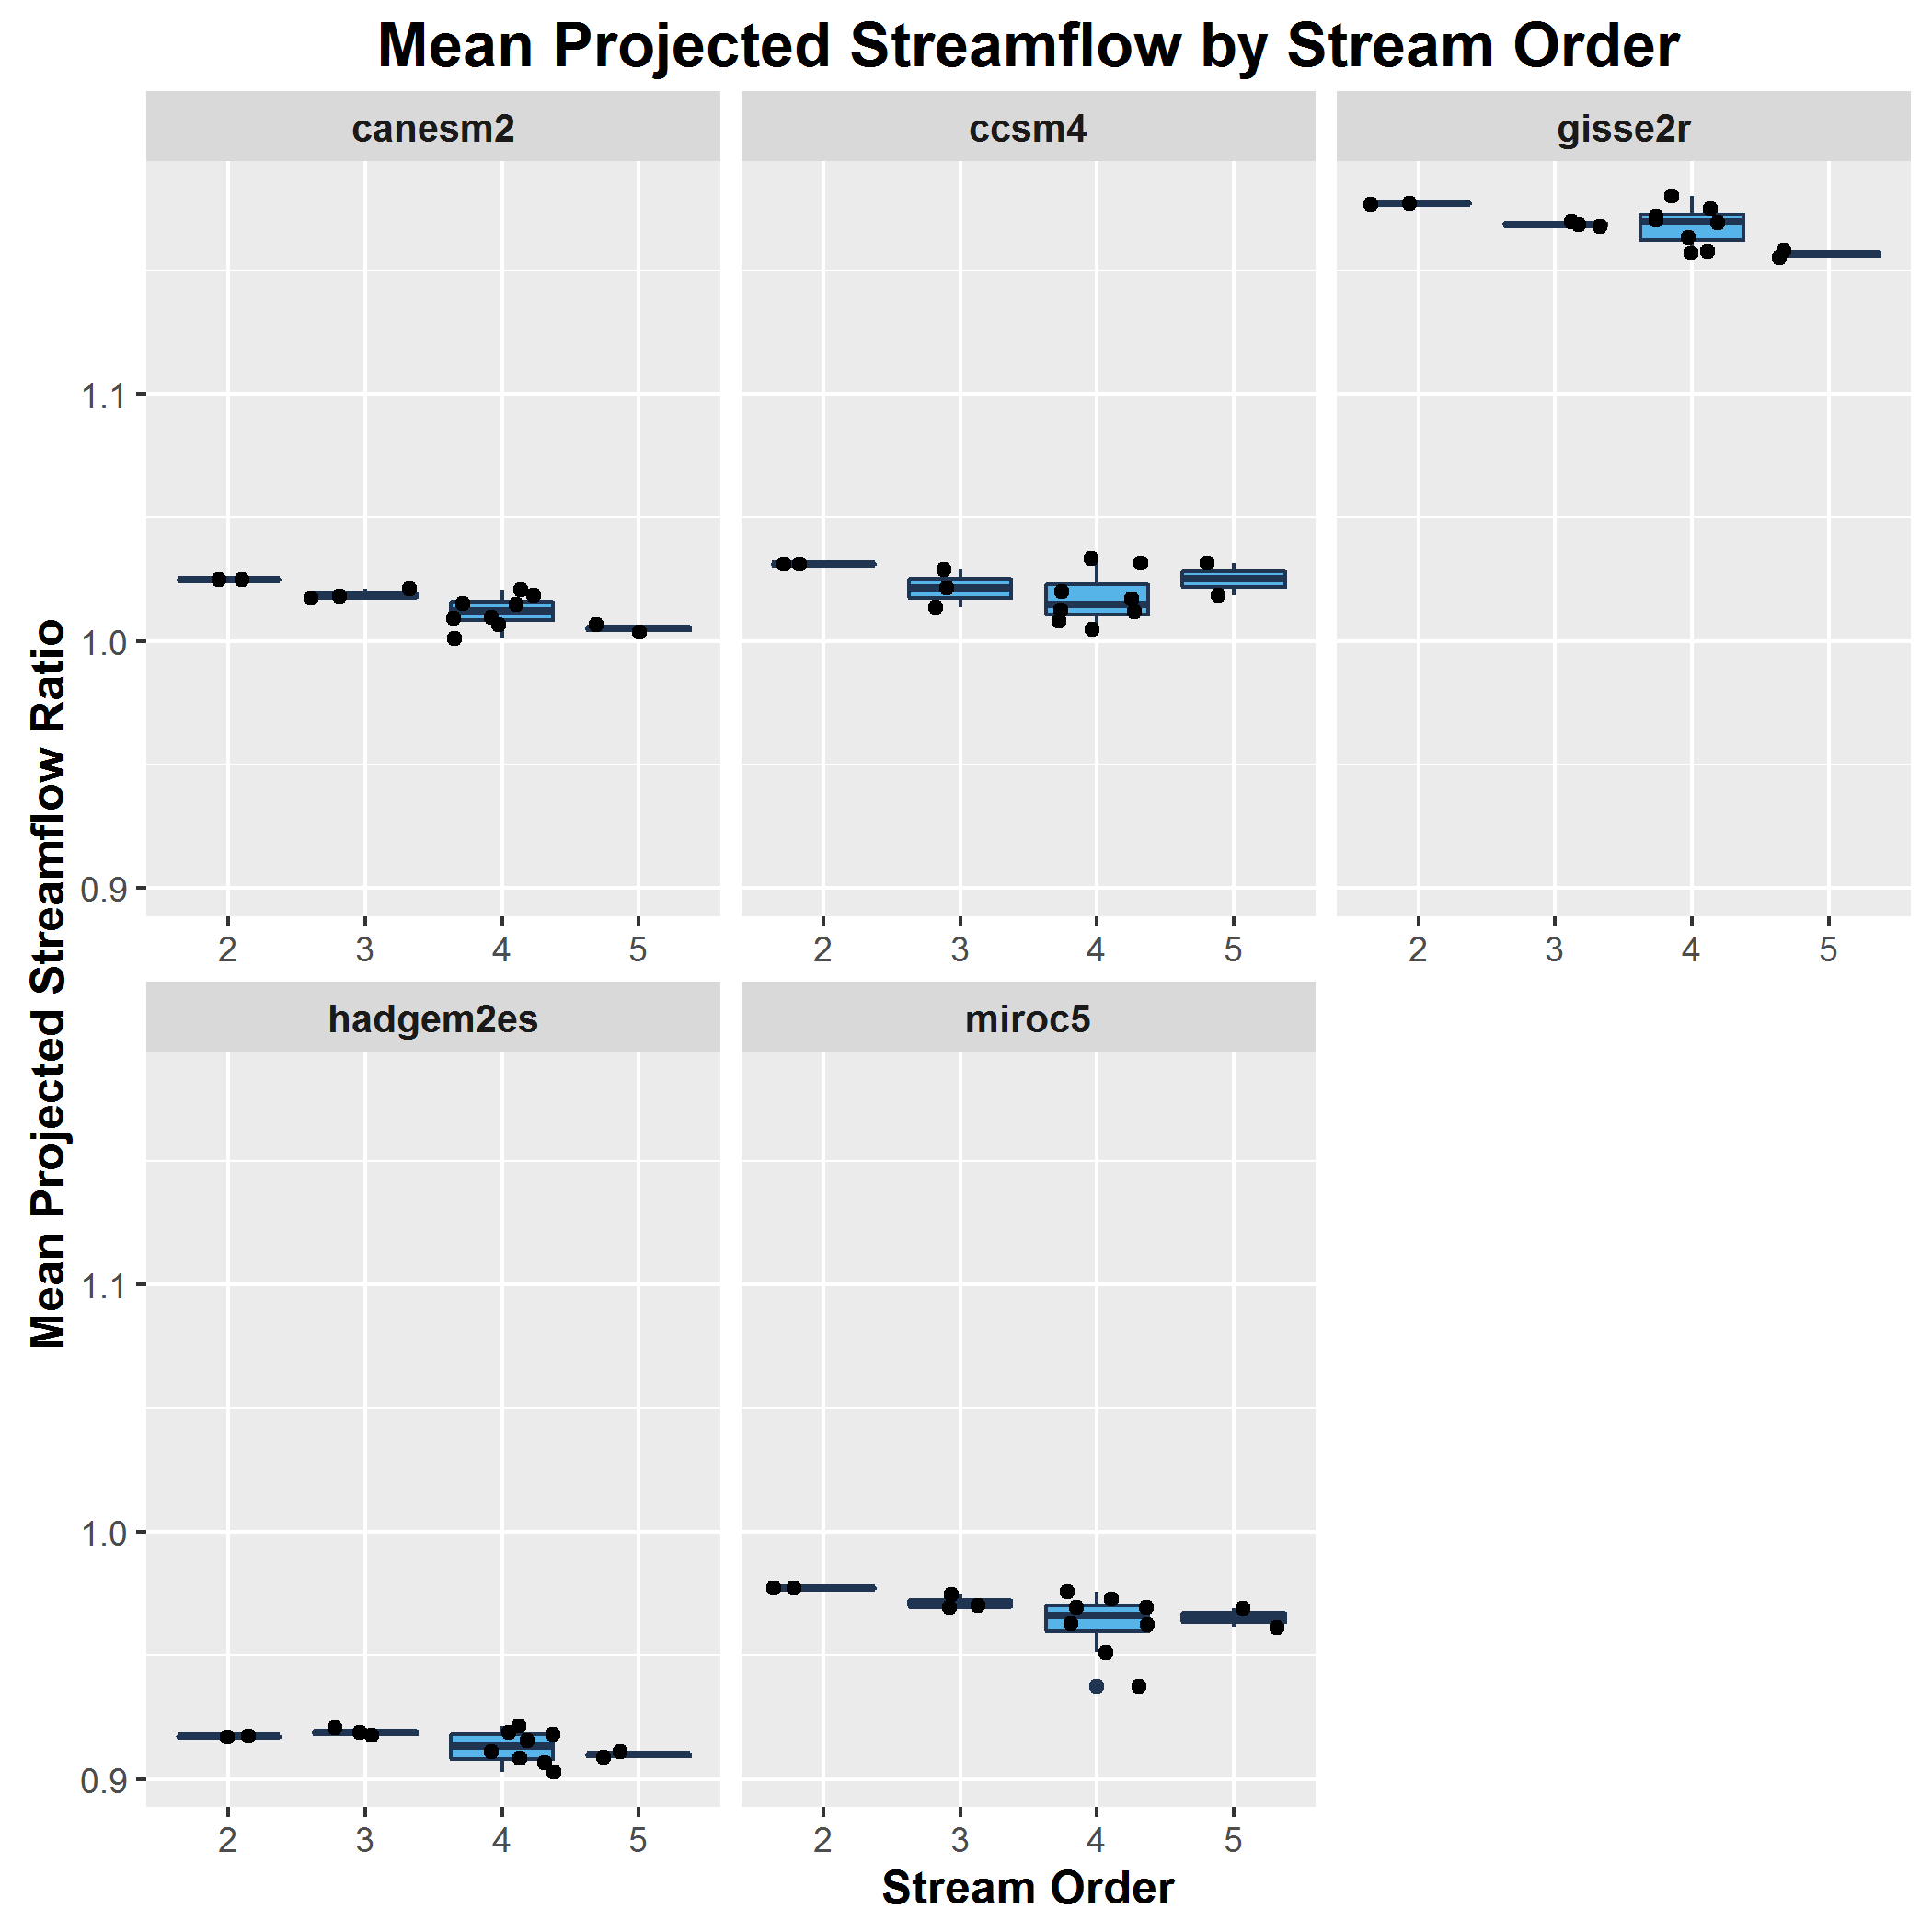 Mean Projected Streamflow by Stream Order
canesm2 ccsm4 gisse2r
1.1
1.0
0.9
2 3 4 5 2 3 4 5 2 3 4 5
Mean Projected Streamflow Ratio
hadgem2es miroc5
1.1
1.0
0.9
2 3 4 5 2 3 4 5
Stream Order